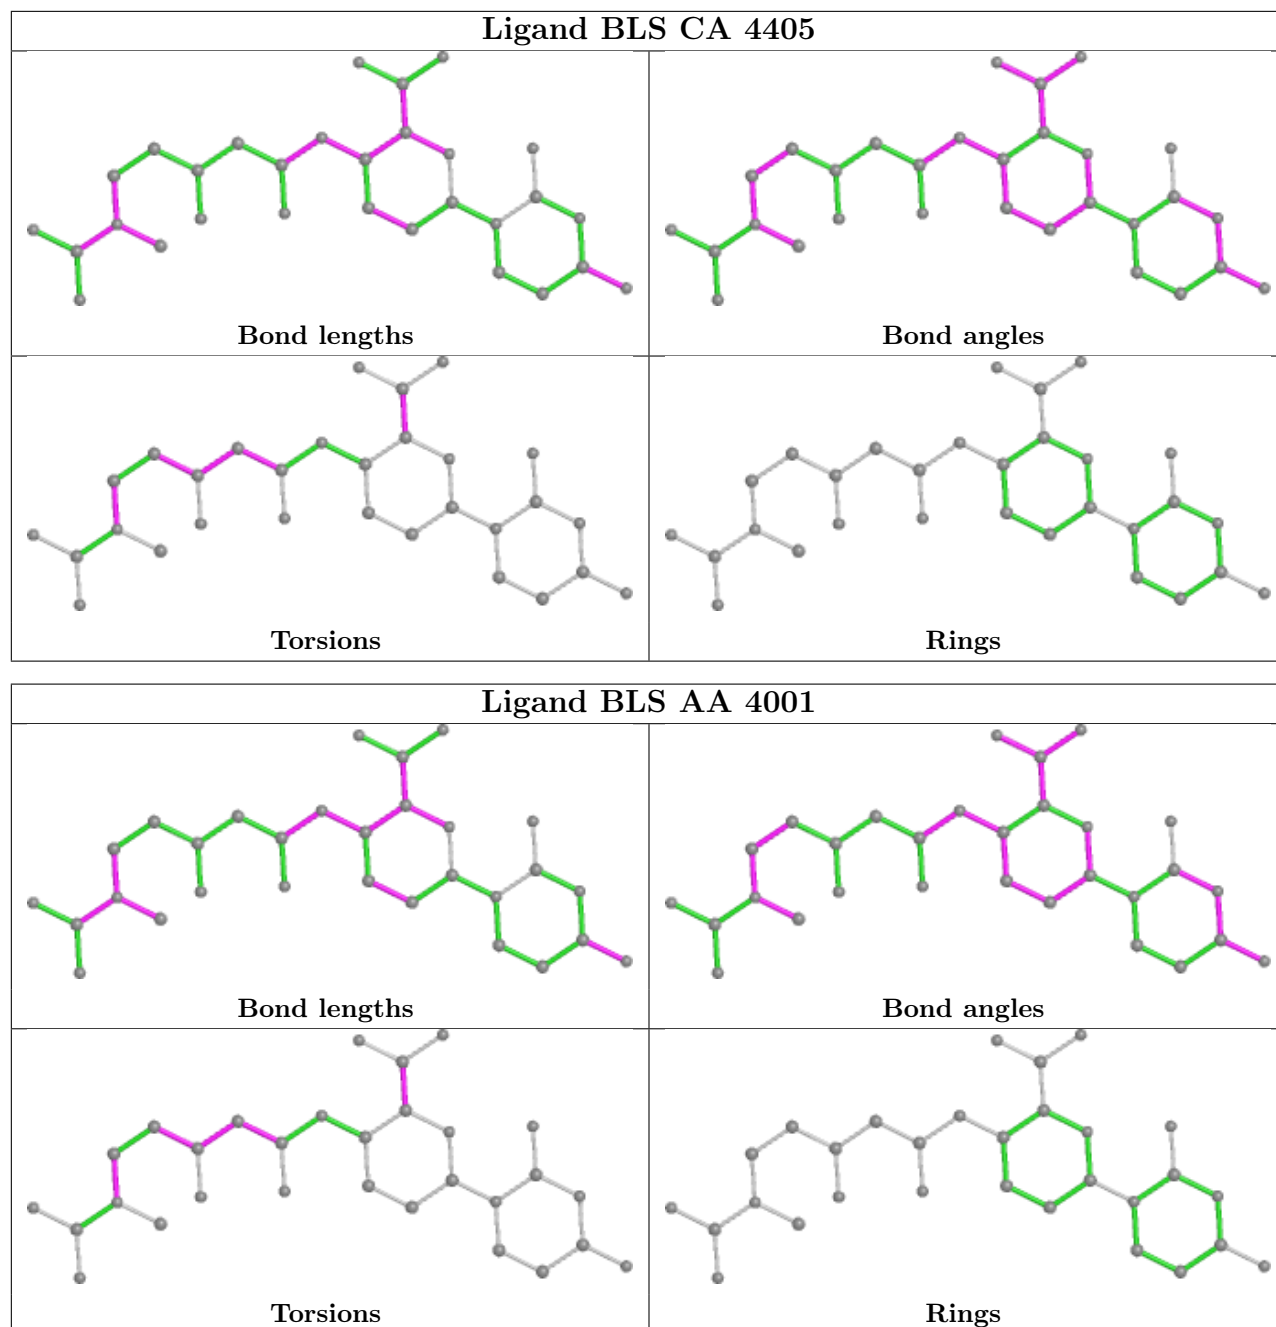 Ligand BLS CA 4405
Bond lengths
Bond angles
Torsions
Rings
Ligand BLS AA 4001
Bond lengths
Bond angles
Torsions
Rings